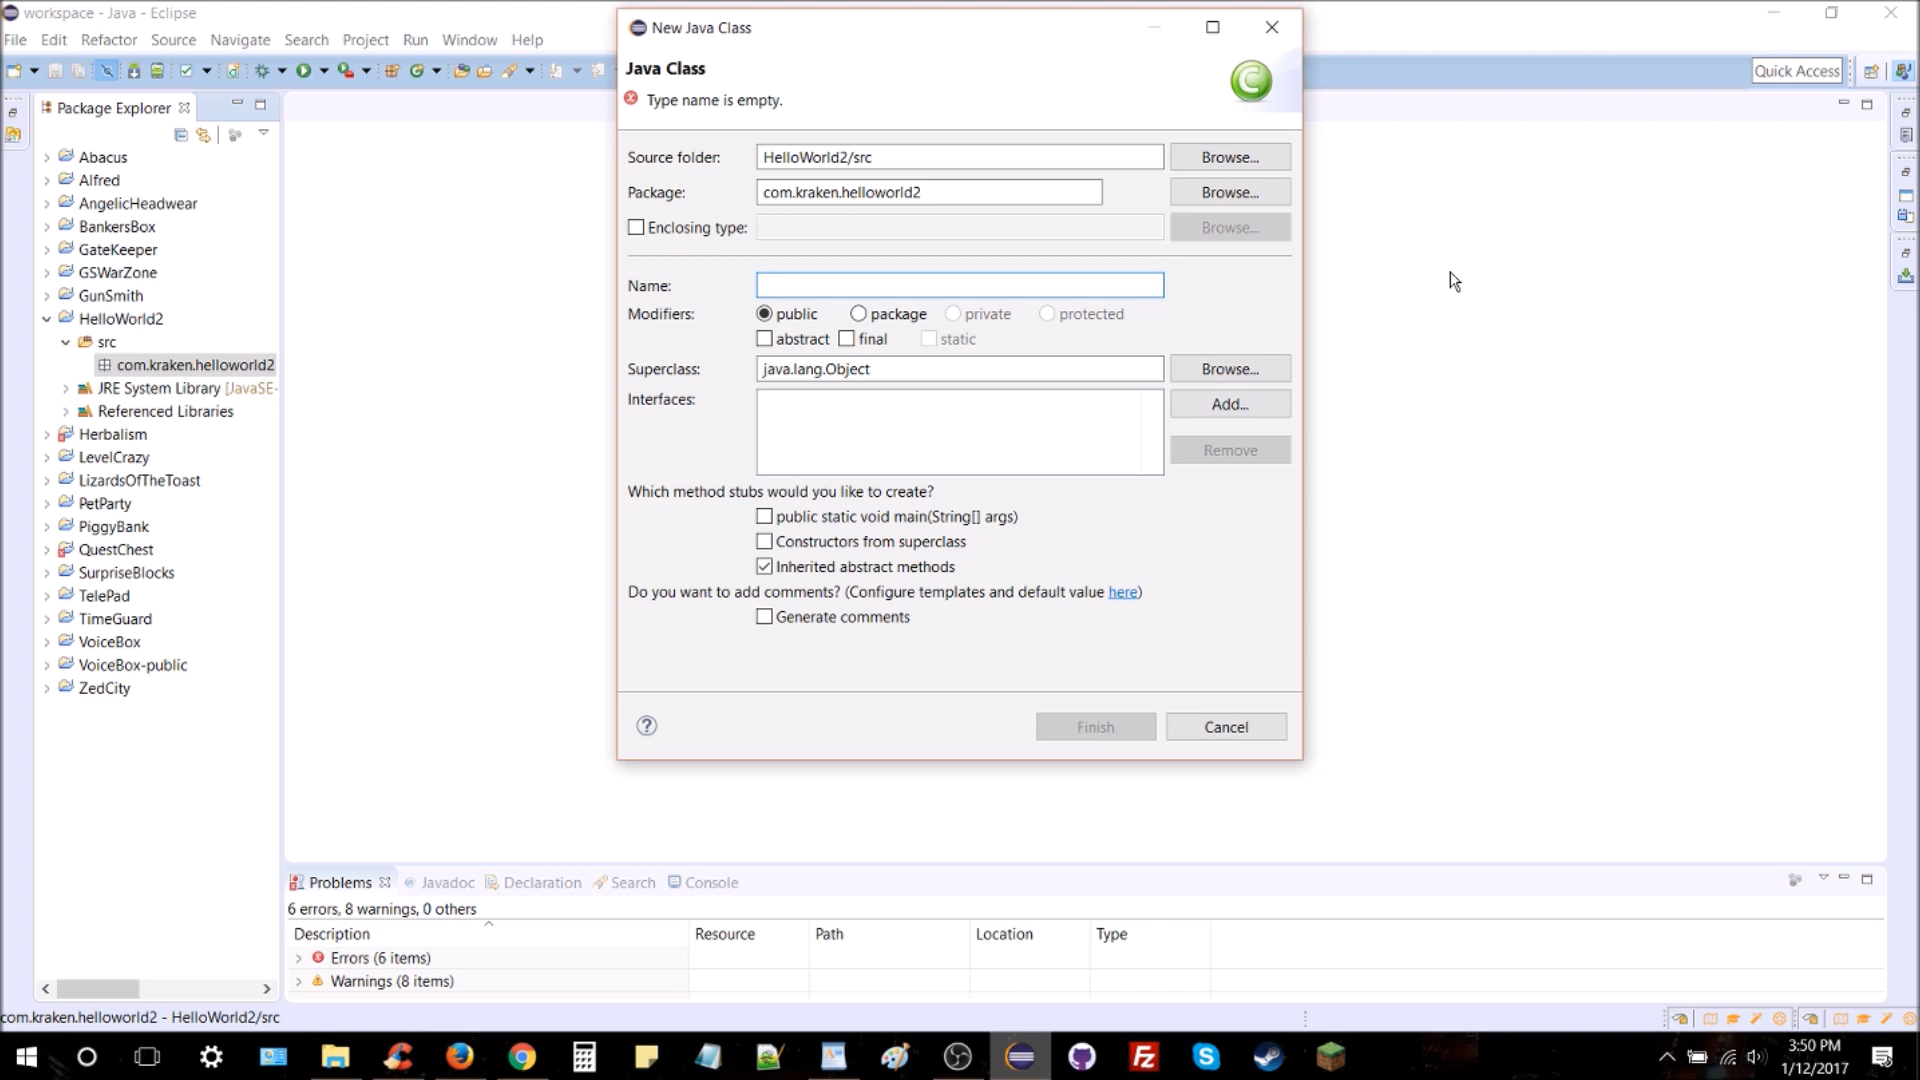 workspace - Java - Eclipse
File Edit Refactor Source Navigate Search Project Run Window Help
Quick Access
Package Explorer
Abacus
Alfred
AngelicHeadwear
BankersBox
GateKeeper
GSWarZone
GunSmith
HelloWorld2
src
com.kraken.helloworld2
JRE System Library [JavaSE-
Referenced Libraries
Herbalism
LevelCrazy
LizardsOfTheToast
PetParty
PiggyBank
QuestChest
SurpriseBlocks
TelePad
TimeGuard
VoiceBox
VoiceBox-public
ZedCity
New Java Class
Java Class
Type name is empty.
Source folder: HelloWorld2/src Browse...
Package: com.kraken.helloworld2 Browse...
Enclosing type: Browse...
Name:
Modifiers: public package private protected
abstract final static
Superclass: java.lang.Object Browse...
Interfaces: Add...
Remove
Which method stubs would you like to create?
public static void main(String[] args)
Constructors from superclass
Inherited abstract methods
Do you want to add comments? (Configure templates and default value here)
Generate comments
Finish Cancel
Problems Javadoc Declaration Search Console
6 errors, 8 warnings, 0 others
Description Resource Path Location Type
Errors (6 items)
Warnings (8 items)
com.kraken.helloworld2 - HelloWorld2/src
3:50 PM
1/12/2017